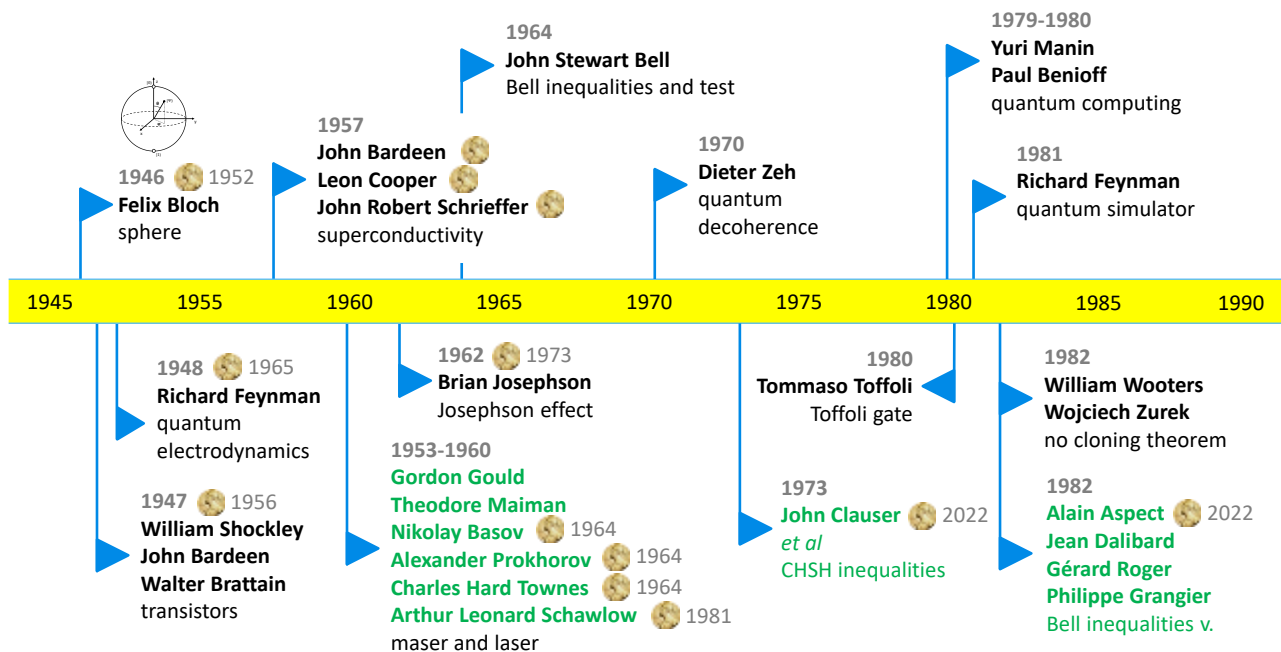 1964
John Stewart Bell
Bell inequalities and test
1979-1980
Yuri Manin
Paul Benioff
quantum computing
1957
John Bardeen
Leon Cooper
John Robert Schrieffer
superconductivity
1970
Dieter Zeh
quantum
decoherence
1981
Richard Feynman
quantum simulator
1946 1952
Felix Bloch
sphere
1945 1955 1960 1965 1970 1975 1980 1985 1990
1948 1965
Richard Feynman
quantum
electrodynamics
1947 1956
William Shockley
John Bardeen
Walter Brattain
transistors
1962 1973
Brian Josephson
Josephson effect
1953-1960
Gordon Gould
Theodore Maiman
Nikolay Basov 1964
Alexander Prokhorov 1964
Charles Hard Townes 1964
Arthur Leonard Schawlow 1981
maser and laser
1980
Tommaso Toffoli
Toffoli gate
1973
John Clauser 2022
et al
CHSH inequalities
1982
William Wooters
Wojciech Zurek
no cloning theorem
1982
Alain Aspect 2022
Jean Dalibard
Gérard Roger
Philippe Grangier
Bell inequalities v.